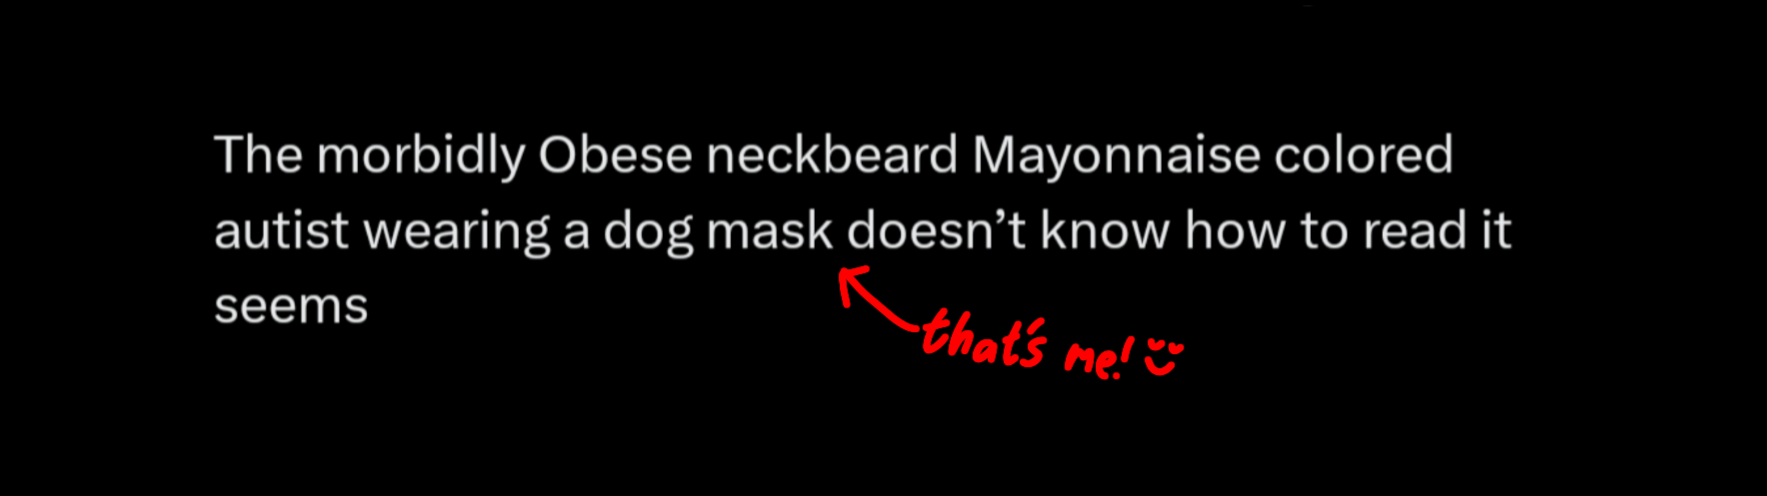 The morbidly Obese neckbeard Mayonnaise colored
autist wearing a dog mask doesn’t know how to read it
seems
that's me!